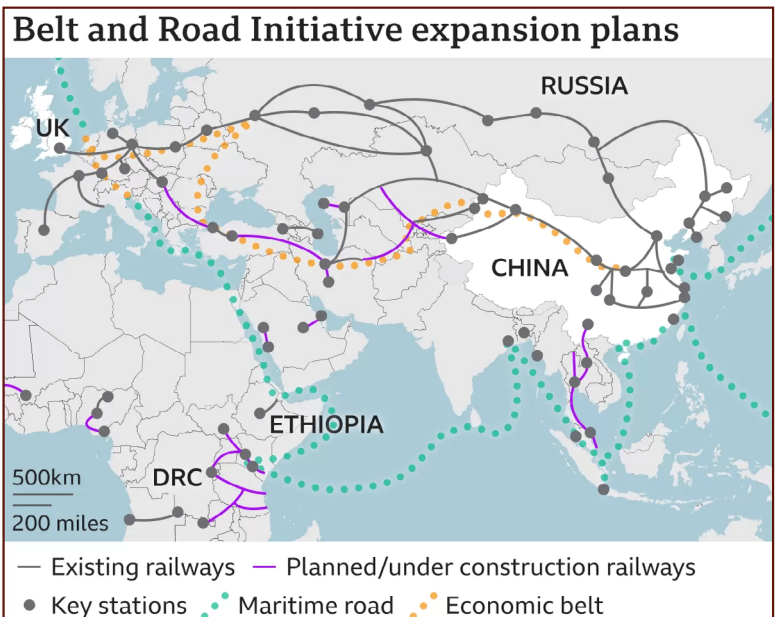 Belt and Road Initiative expansion plans
RUSSIA
UK
CHINA
ETHIOPIA
DRC
500km
200 miles
Existing railways
Planned/under construction railways
Key stations
Maritime road
Economic belt